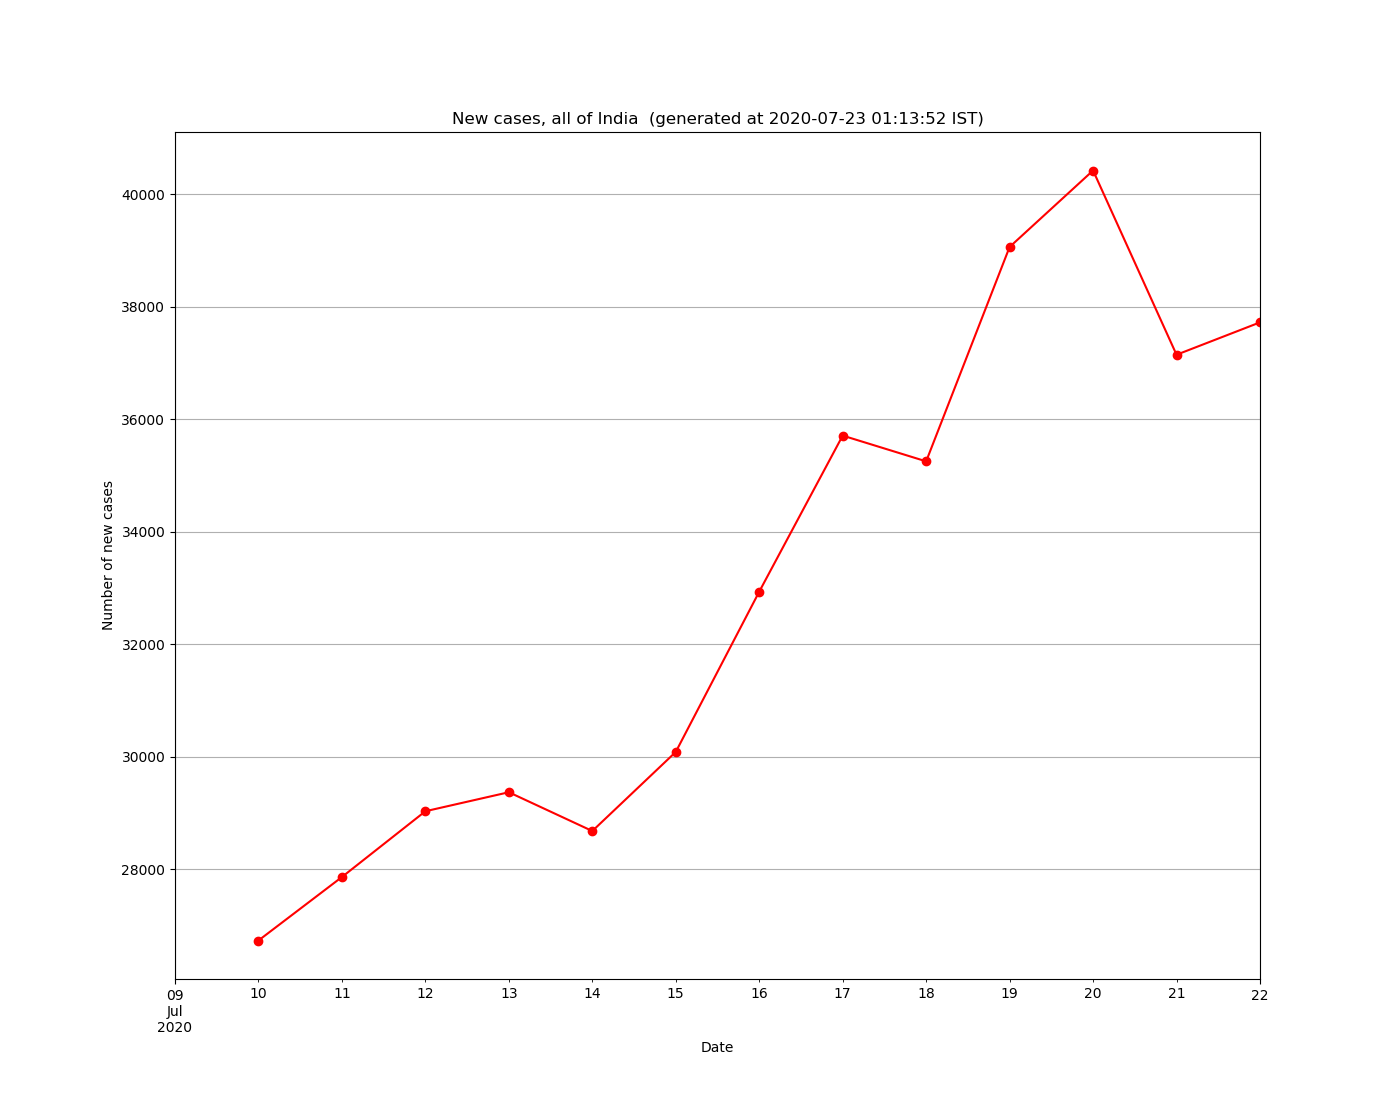 New cases, all of India  (generated at 2020-07-23 01:13:52 IST)
40000
38000
36000
34000
32000
30000
28000
Number of new cases
09 10 11 12 13 14 15 16 17 18 19 20 21 22
Jul
2020
Date